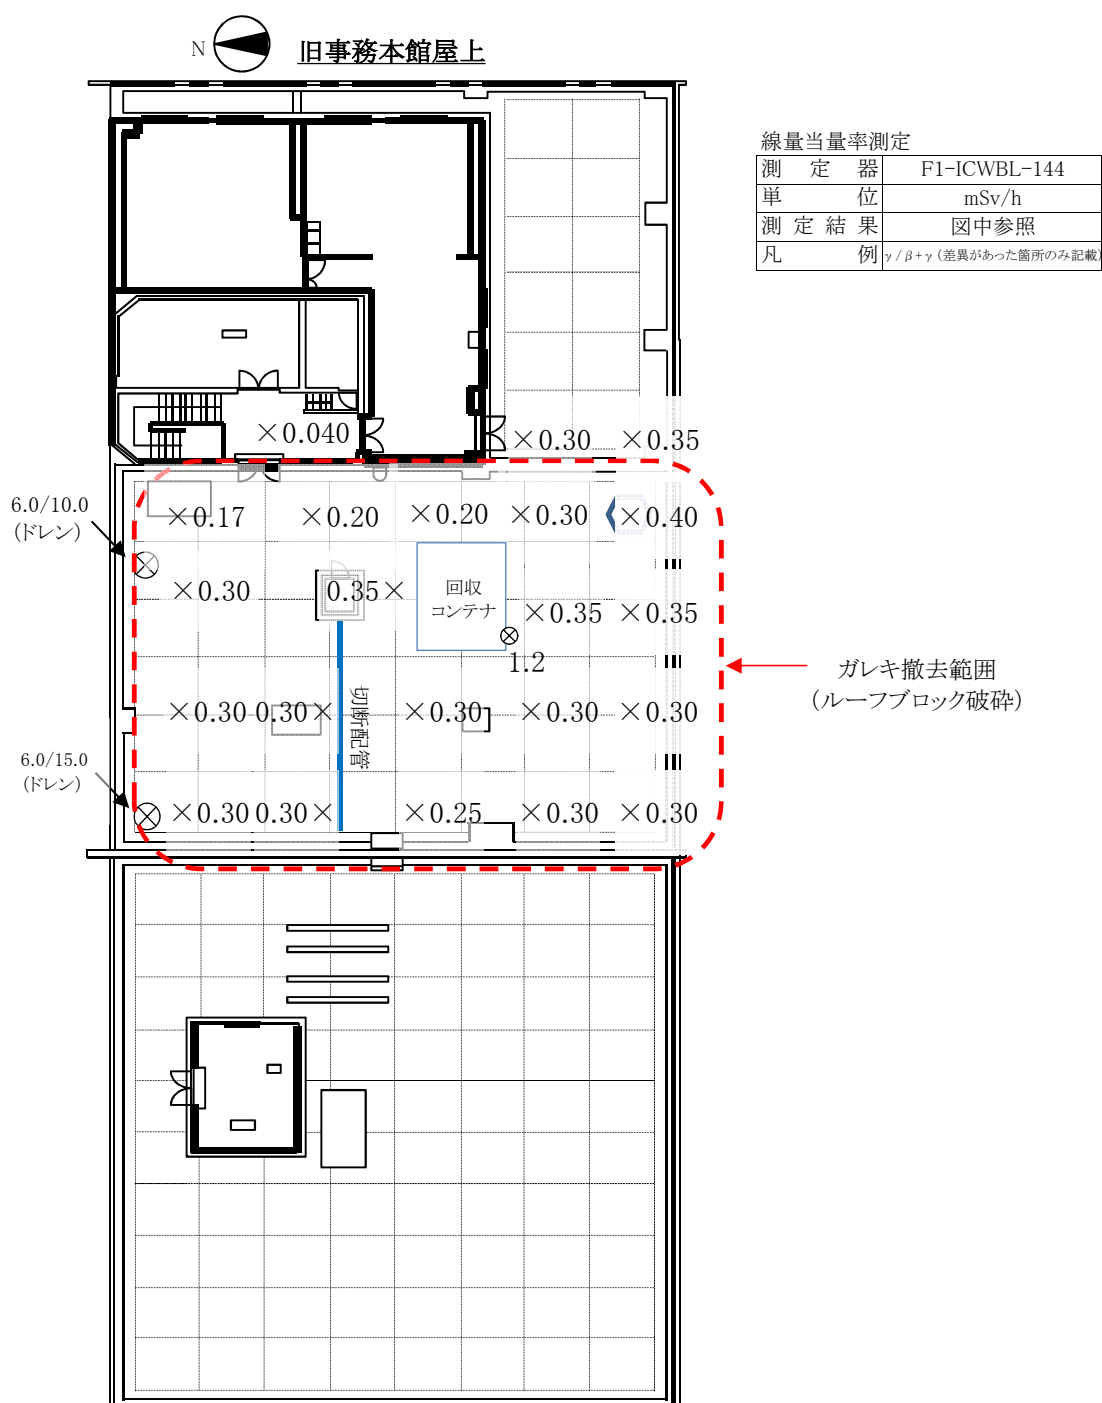 N
旧事務本館屋上
線量当量率測定
測定器 F1-ICWBL-144
単位 mSv/h
測定結果 図中参照
凡例 γ/β+γ(差異があった箇所のみ記載)
×0.040
×0.30 ×0.35
6.0/10.0
(ドレン)
×0.17 ×0.20 ×0.20 ×0.30 ×0.40
×0.30 0.35×
回収
コンテナ
×0.35 ×0.35
1.2
ガレキ撤去範囲
(ルーフブロック破砕)
切断配管
×0.30 0.30× ×0.30 ×0.30 ×0.30
6.0/15.0
(ドレン)
×0.30 0.30× ×0.25 ×0.30 ×0.30